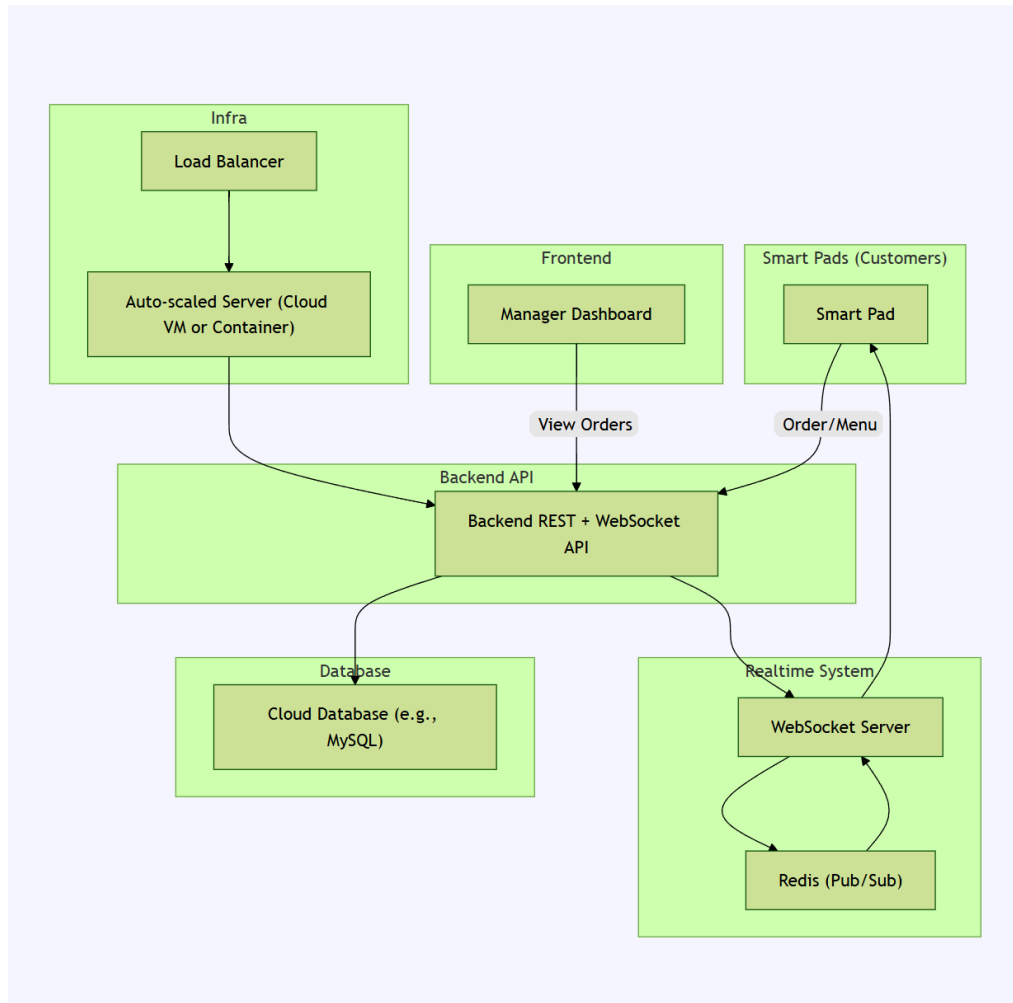 Infra
Load Balancer
Auto-scaled Server (Cloud
VM or Container)
Frontend
Manager Dashboard
Smart Pads (Customers)
Smart Pad
View Orders
Order/Menu
Backend API
Backend REST + WebSocket
API
Database
Cloud Database (e.g.,
MySQL)
Realtime System
WebSocket Server
Redis (Pub/Sub)